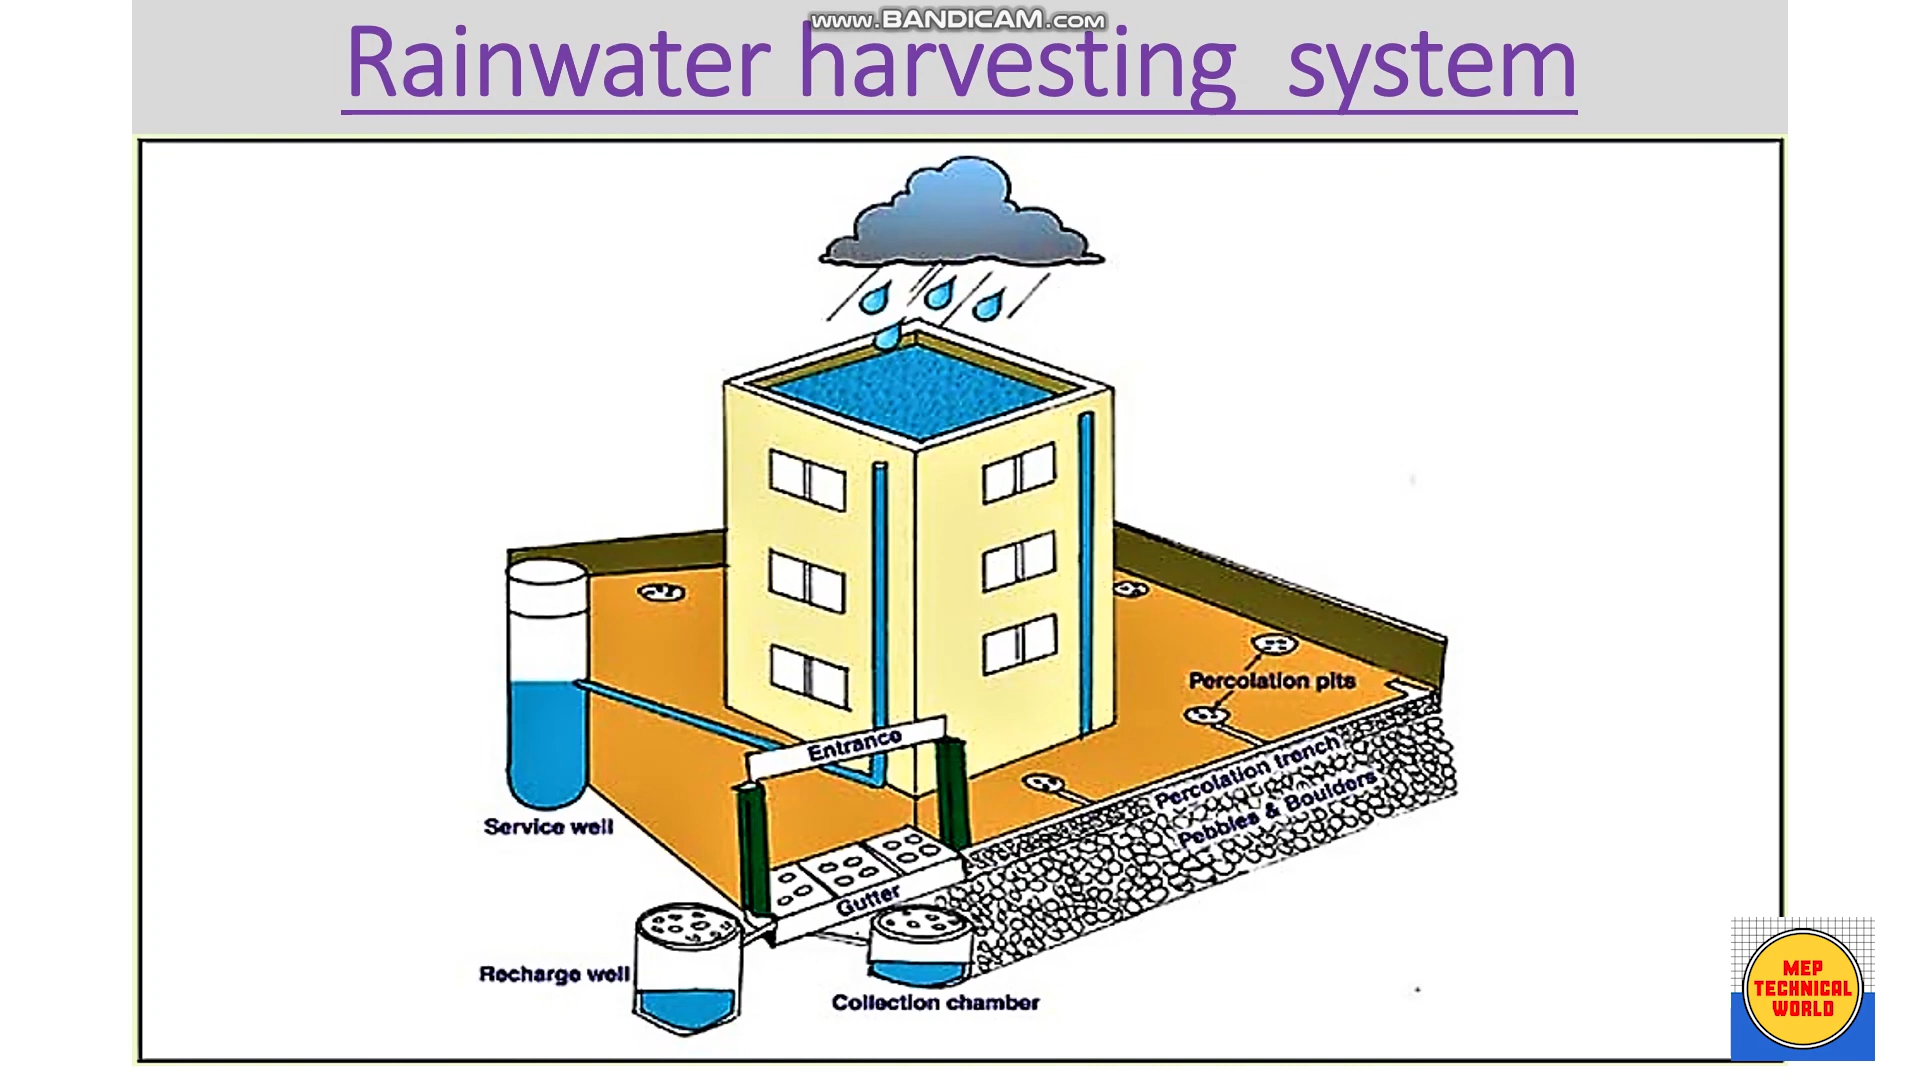 www.BANDICAM.com
Rainwater harvesting system
Percolation pits
Entrance
Percolation trench
Pebbles & Boulders
Service well
Gutter
Recharge well
Collection chamber
MEP
TECHNICAL
WORLD